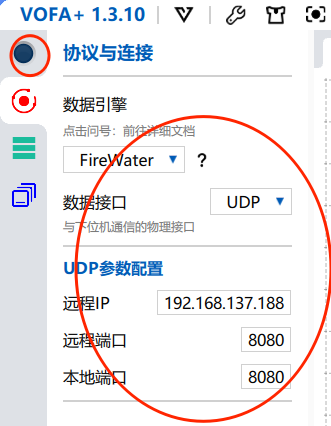 VOFA+ 1.3.10
协议与连接
数据引擎
点击问号：前往详细文档
FireWater ?
数据接口 UDP
与下位机通信的物理接口
UDP参数配置
远程IP 192.168.137.188
远程端口 8080
本地端口 8080